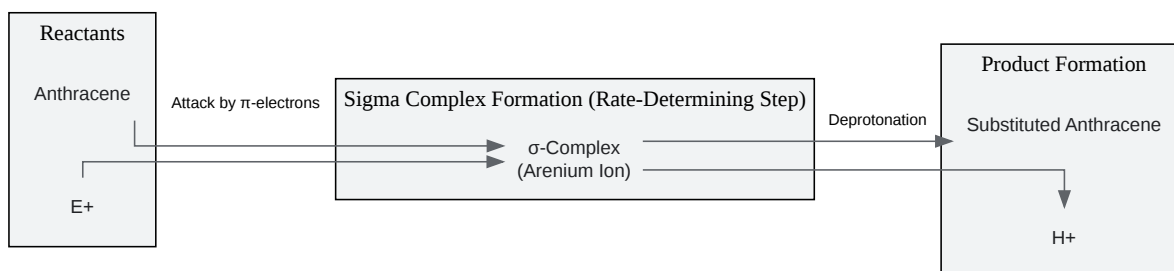 Reactants
Anthracene
E+
Attack by π-electrons
Sigma Complex Formation (Rate-Determining Step)
σ-Complex
(Arenium Ion)
Deprotonation
Product Formation
Substituted Anthracene
H+